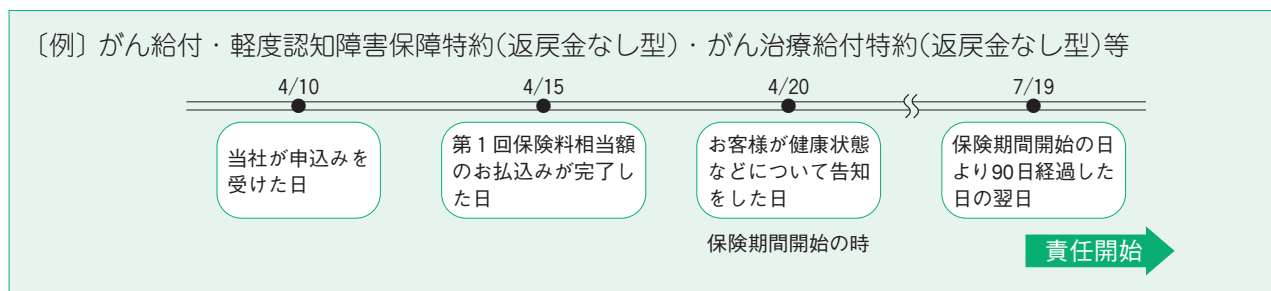 〔例〕がん給付・軽度認知障害保障特約(返戻金なし型)・がん治療給付特約(返戻金なし型)等
4/10
4/15
4/20
7/19
当社が申込みを
受けた日
第1回保険料相当額
のお払込みが完了し
た日
お客様が健康状態
などについて告知
をした日
保険期間開始の日
より90日経過した
日の翌日
保険期間開始の時
責任開始